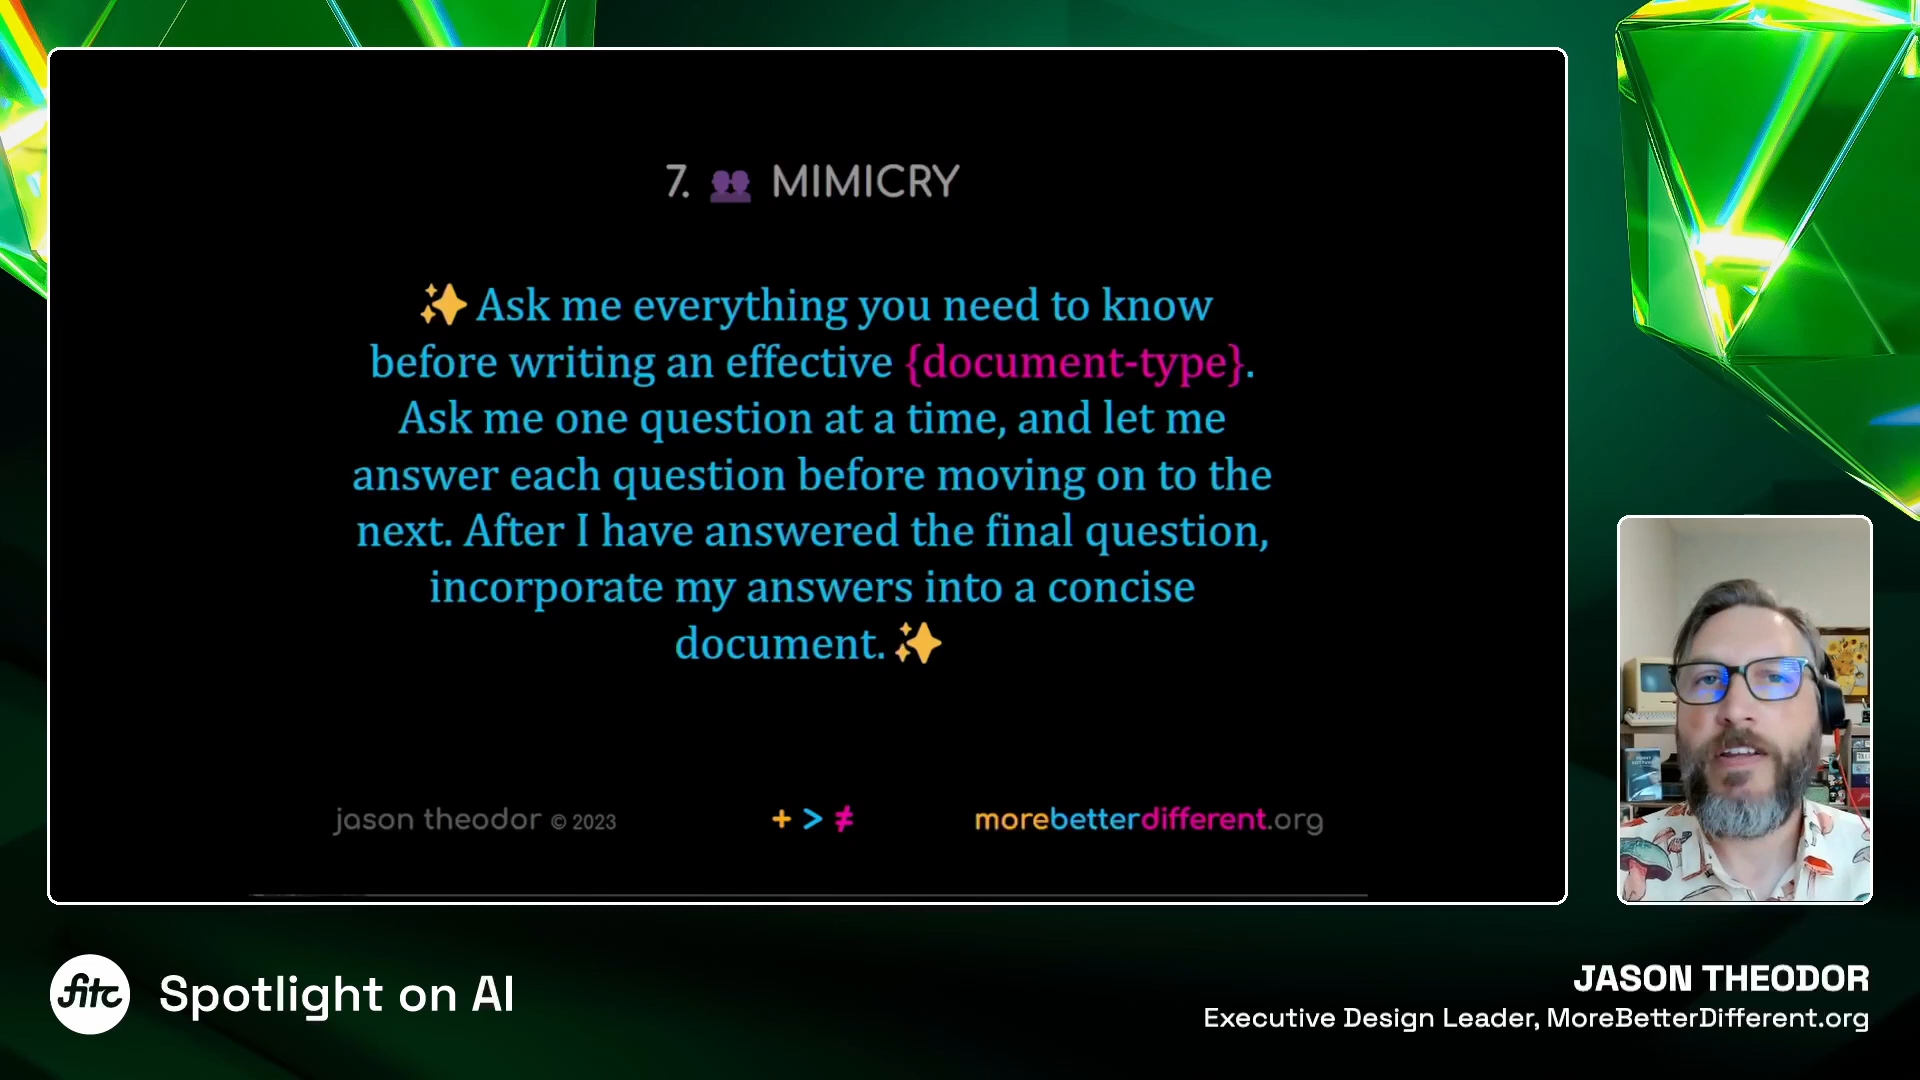 7. MIMICRY
Ask me everything you need to know
before writing an effective {document-type}.
Ask me one question at a time, and let me
answer each question before moving on to the
next. After I have answered the final question,
incorporate my answers into a concise
document.
jason theodor © 2023
+ > ≠
morebetterdifferent.org
fitc
Spotlight on AI
JASON THEODOR
Executive Design Leader, MoreBetterDifferent.org